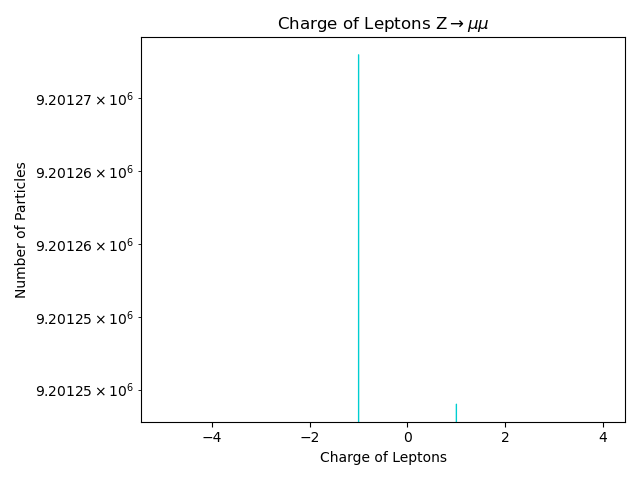 Charge of Leptons Z → μμ
Number of Particles
9.20127 × 10⁶
9.20126 × 10⁶
9.20126 × 10⁶
9.20125 × 10⁶
9.20125 × 10⁶
−4 −2 0 2 4
Charge of Leptons